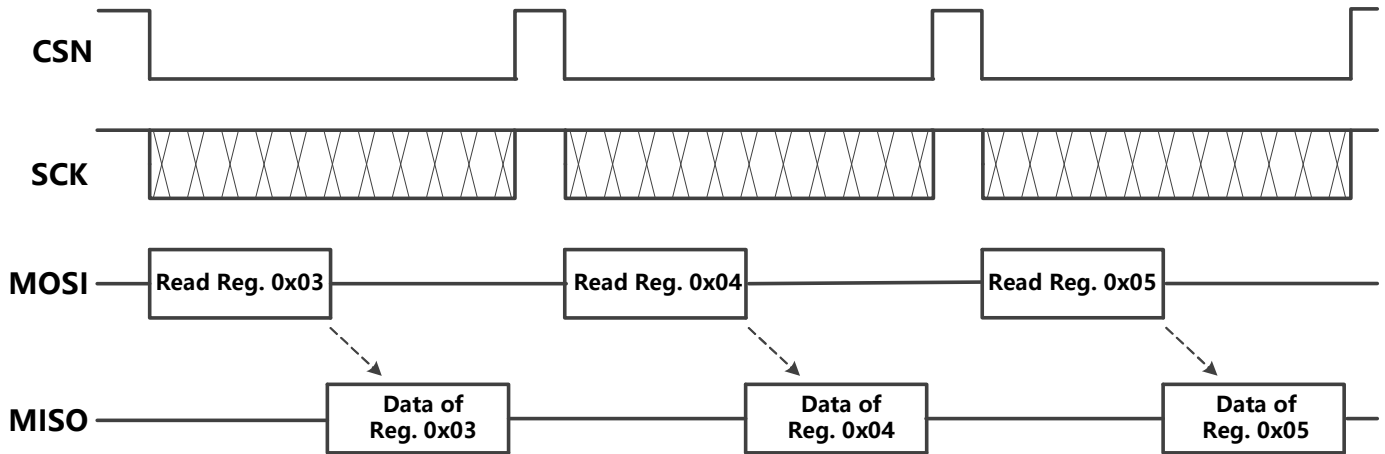 CSN
SCK
MOSI
Read Reg. 0x03
Read Reg. 0x04
Read Reg. 0x05
MISO
Data of
Reg. 0x03
Data of
Reg. 0x04
Data of
Reg. 0x05